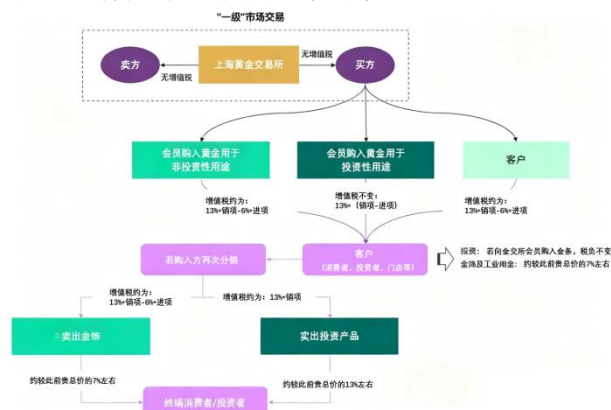 "一级"市场交易
卖方
无增值税
上海黄金交易所
无增值税
买方
会员购入黄金用于
非投资性用途
会员购入黄金用于
投资性用途
客户
增值税约为:
13%*销项-6%*进项
增值税不变:
13%*(销项-进项)
增值税约为:
13%*销项-6%*进项
若购入方再次分销
客户
(消费者、投资者、门店等)
投资: 若向金交所会员购入金条, 税负不变
金饰及工业用金: 约较此前贵总价的7%左右
增值税约为:
13%*销项-6%*进项
增值税约为: 13%*销项
卖出金饰
实出投资产品
约较此前贵总价的7%左右
约较此前贵总价的13%左右
终端消费者/投资者